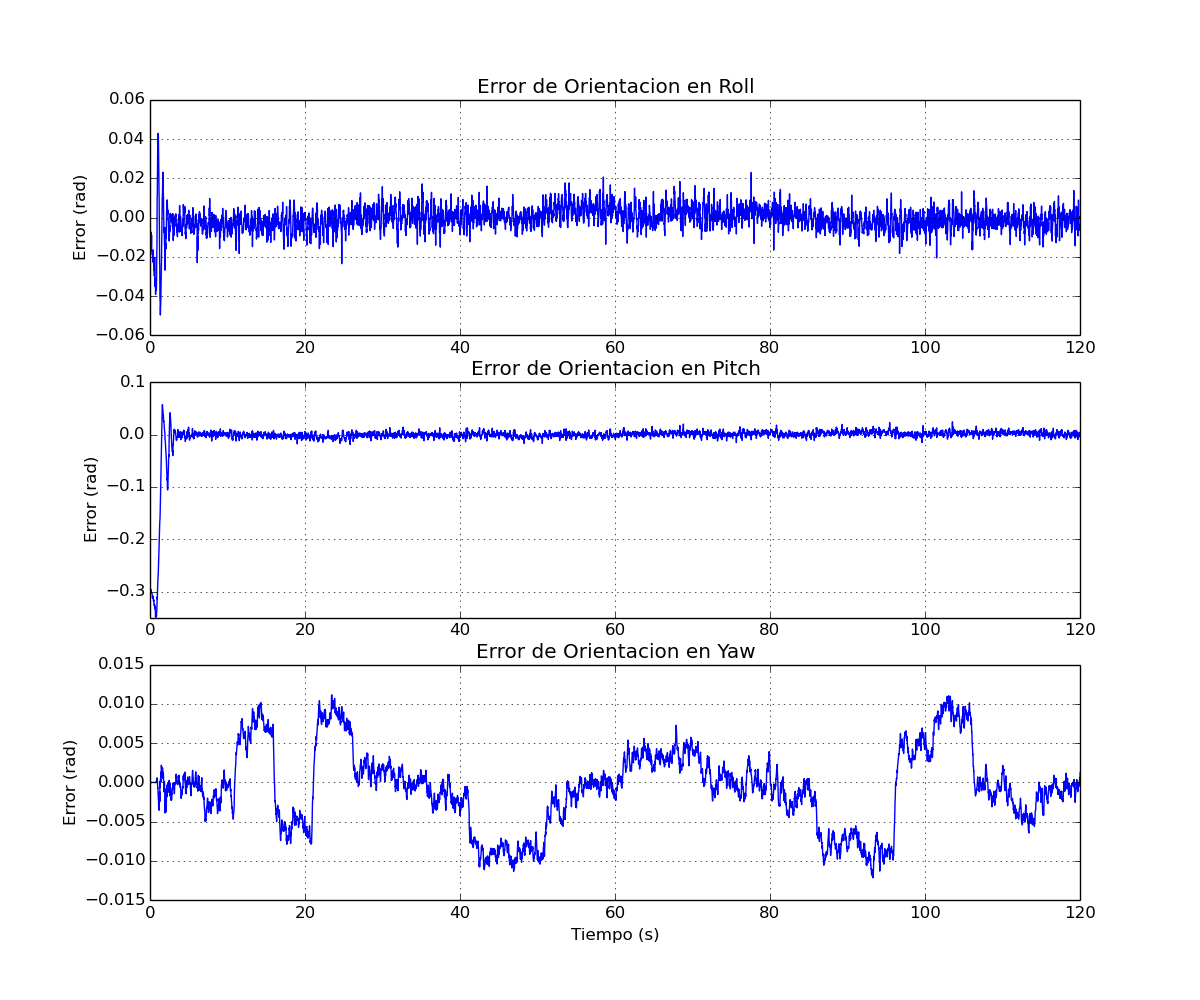 Error de Orientacion en Roll
0.06
0.04
0.02
0.00
−0.02
−0.04
−0.06
Error (rad)
0 20 40 60 80 100 120
Error de Orientacion en Pitch
0.1
0.0
−0.1
−0.2
−0.3
Error (rad)
0 20 40 60 80 100 120
Error de Orientacion en Yaw
0.015
0.010
0.005
0.000
−0.005
−0.010
−0.015
Error (rad)
0 20 40 60 80 100 120
Tiempo (s)